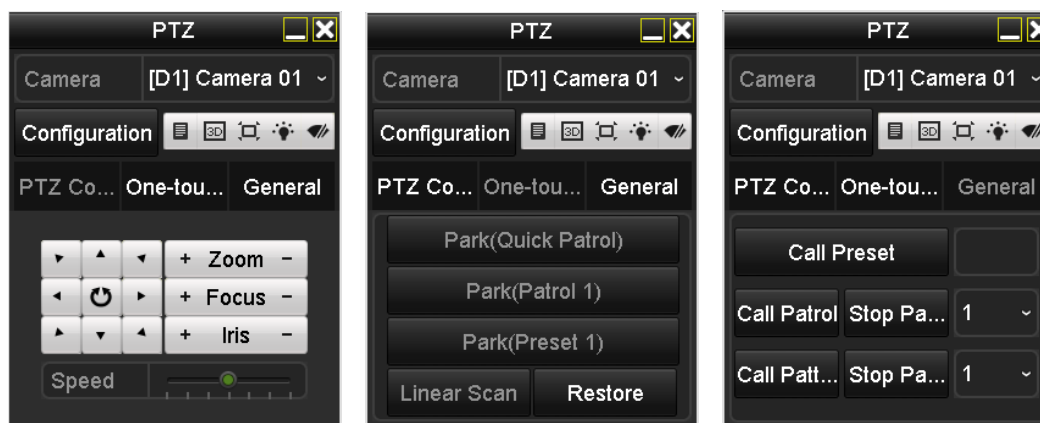 PTZ
Camera [D1] Camera 01
Configuration 3D
PTZ Co... One-tou... General
+ Zoom -
+ Focus -
+ Iris -
Speed
PTZ
Camera [D1] Camera 01
Configuration 3D
PTZ Co... One-tou... General
Park(Quick Patrol)
Park(Patrol 1)
Park(Preset 1)
Linear Scan Restore
PTZ
Camera [D1] Camera 01
Configuration 3D
PTZ Co... One-tou... General
Call Preset
Call Patrol Stop Pa... 1
Call Patt... Stop Pa... 1